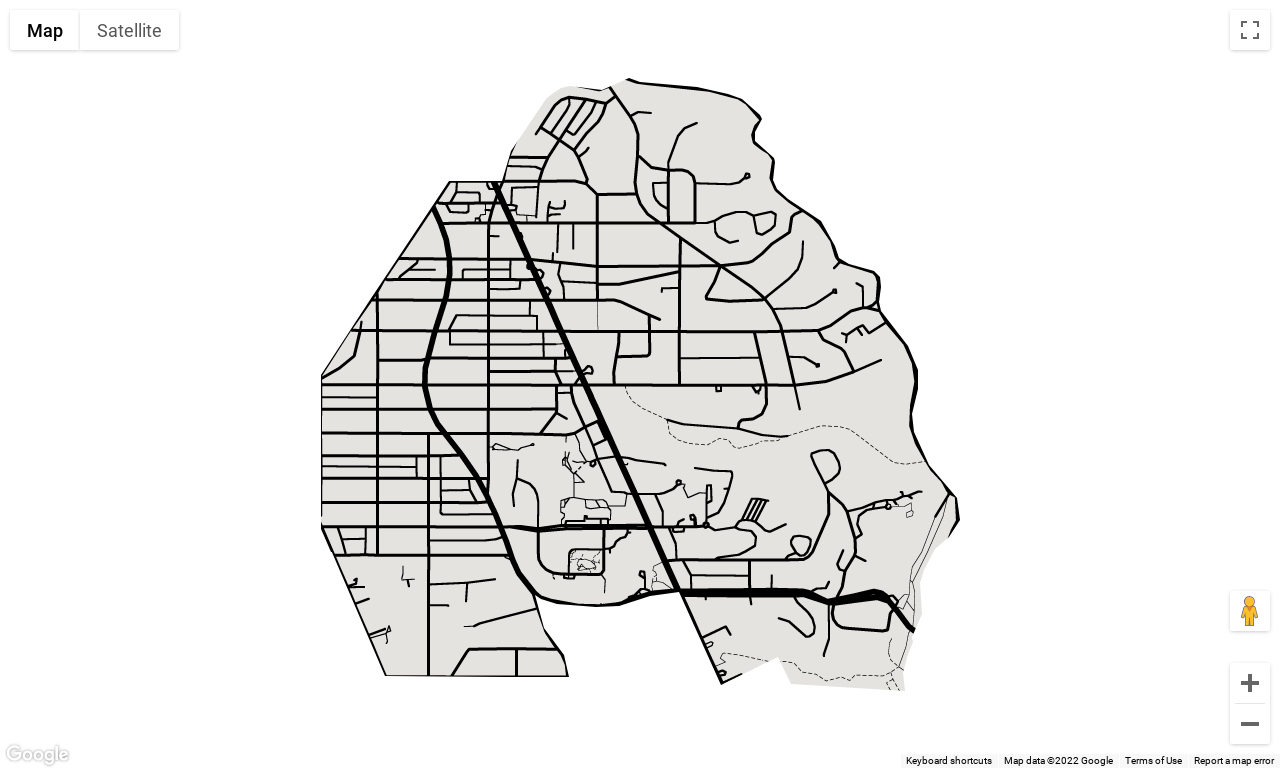 Map Satellite
Google
Keyboard shortcuts Map data ©2022 Google Terms of Use Report a map error